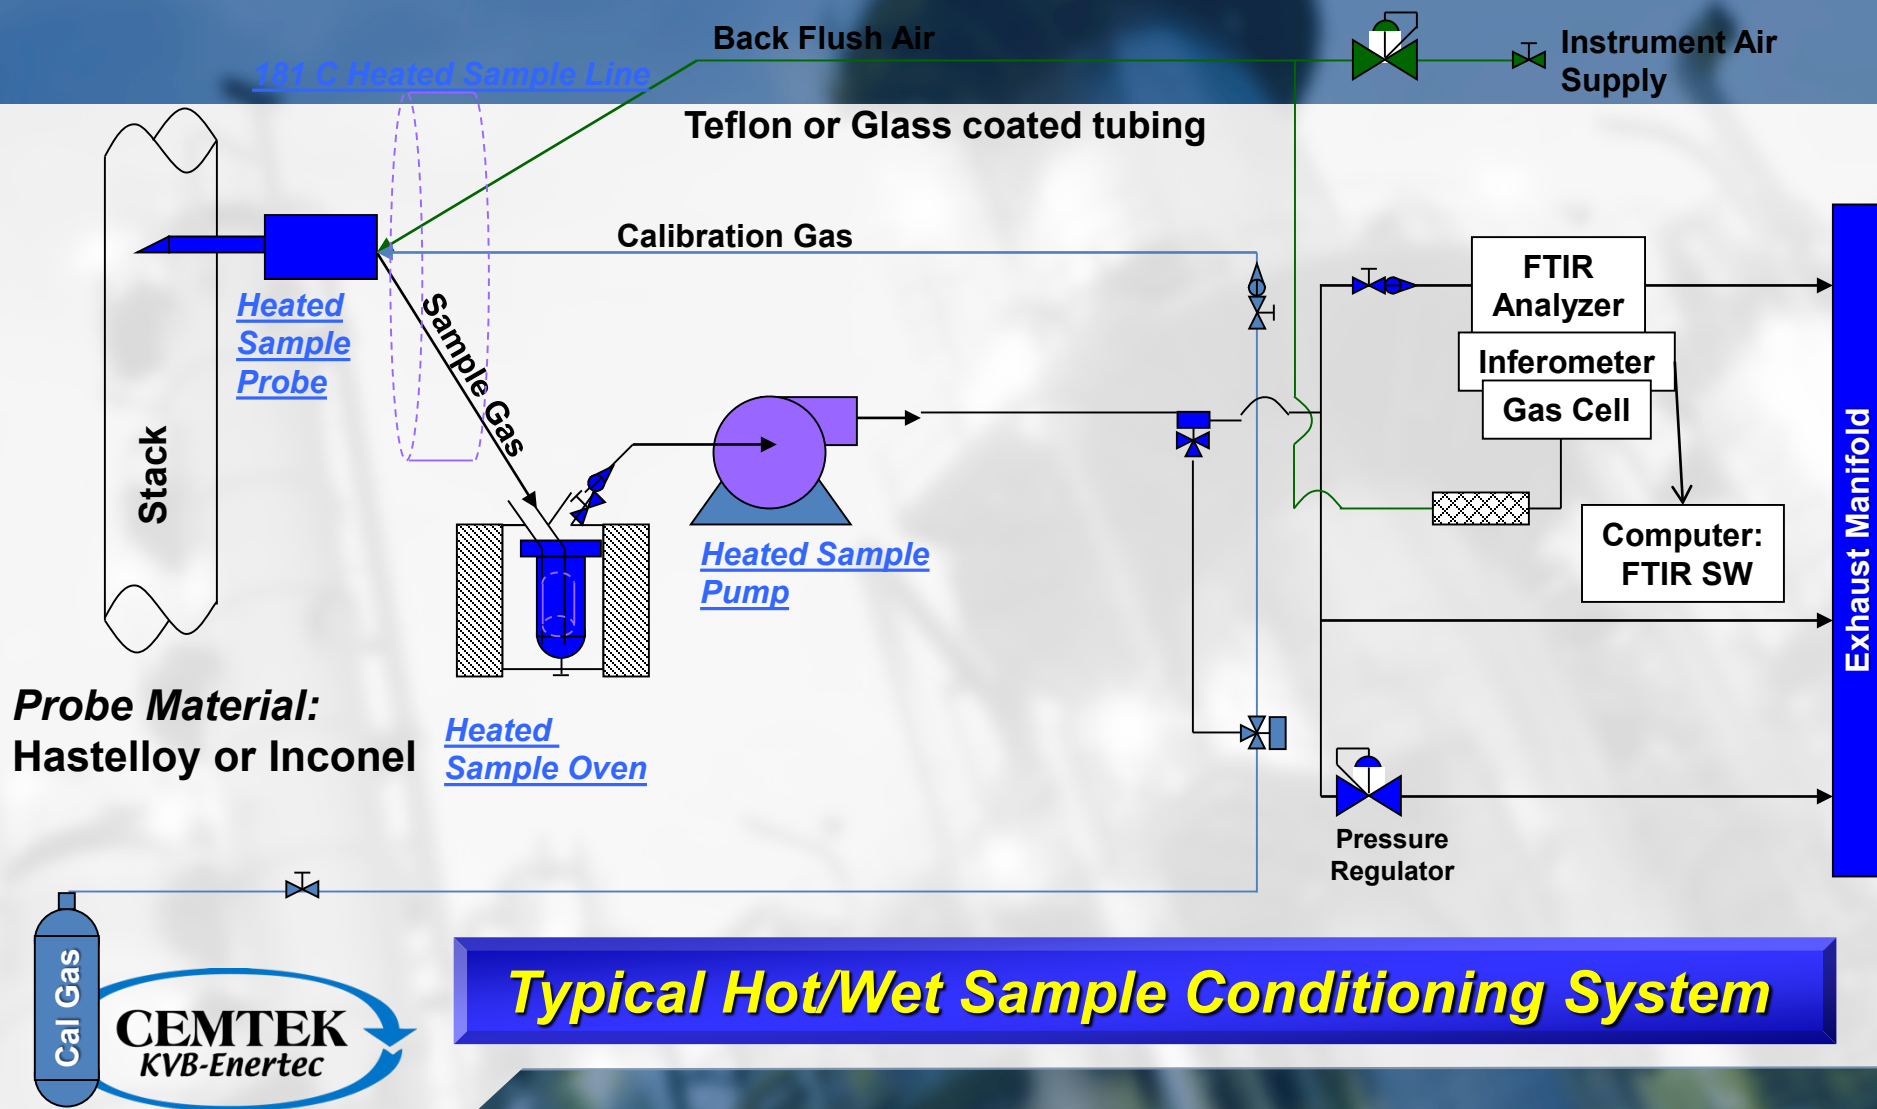 Back Flush Air
Instrument Air
Supply
181 C Heated Sample Line
Teflon or Glass coated tubing
Calibration Gas
Heated
Sample
Probe
Sample Gas
Stack
FTIR
Analyzer
Inferometer
Gas Cell
Computer:
FTIR SW
Exhaust Manifold
Heated Sample
Pump
Probe Material:
Hastelloy or Inconel
Heated
Sample Oven
Pressure
Regulator
Cal Gas
CEMTEK
KVB-Enertec
Typical Hot/Wet Sample Conditioning System